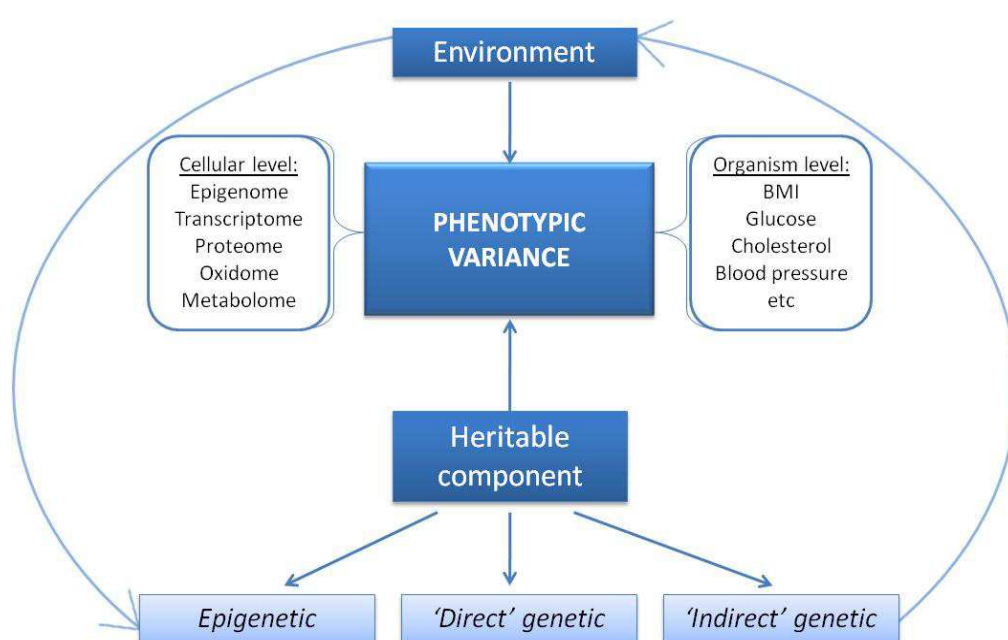 Environment
Cellular level:
Epigenome
Transcriptome
Proteome
Oxidome
Metabolome
PHENOTYPIC
VARIANCE
Organism level:
BMI
Glucose
Cholesterol
Blood pressure
etc
Heritable
component
Epigenetic
‘Direct’ genetic
‘Indirect’ genetic